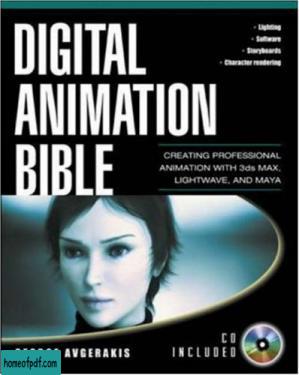 • Lighting
• Software
• Storyboards
• Character rendering
DIGITAL
ANIMATION
BIBLE
CREATING PROFESSIONAL
ANIMATION WITH 3ds MAX,
LIGHTWAVE, AND MAYA
AVGERAKIS
CD
INCLUDED
homeofpdf.com